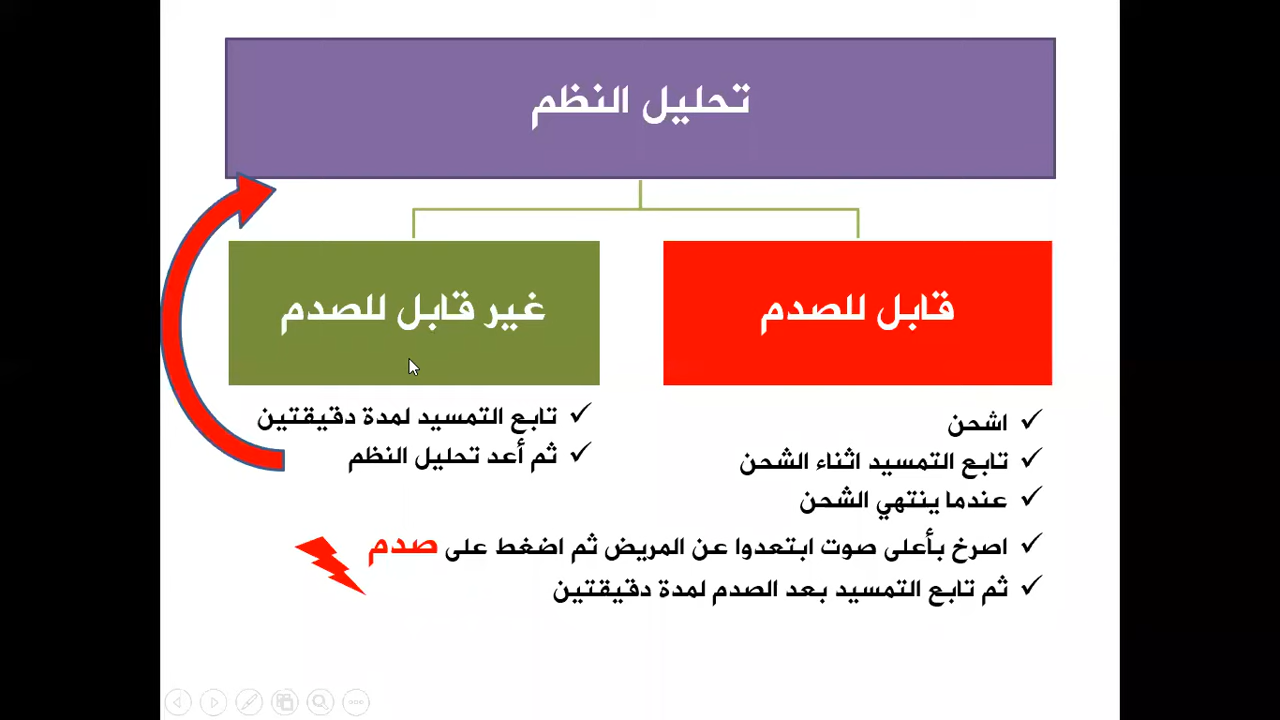 تحليل النظم
قابل للصدم
اشحن
تابع التمسيد اثناء الشحن
عندما ينتهي الشحن
اصرخ بأعلى صوت ابتعدوا عن المريض ثم اضغط على صدم
ثم تابع التمسيد بعد الصدم لمدة دقيقتين
غير قابل للصدم
تابع التمسيد لمدة دقيقتين
ثم أعد تحليل النظم